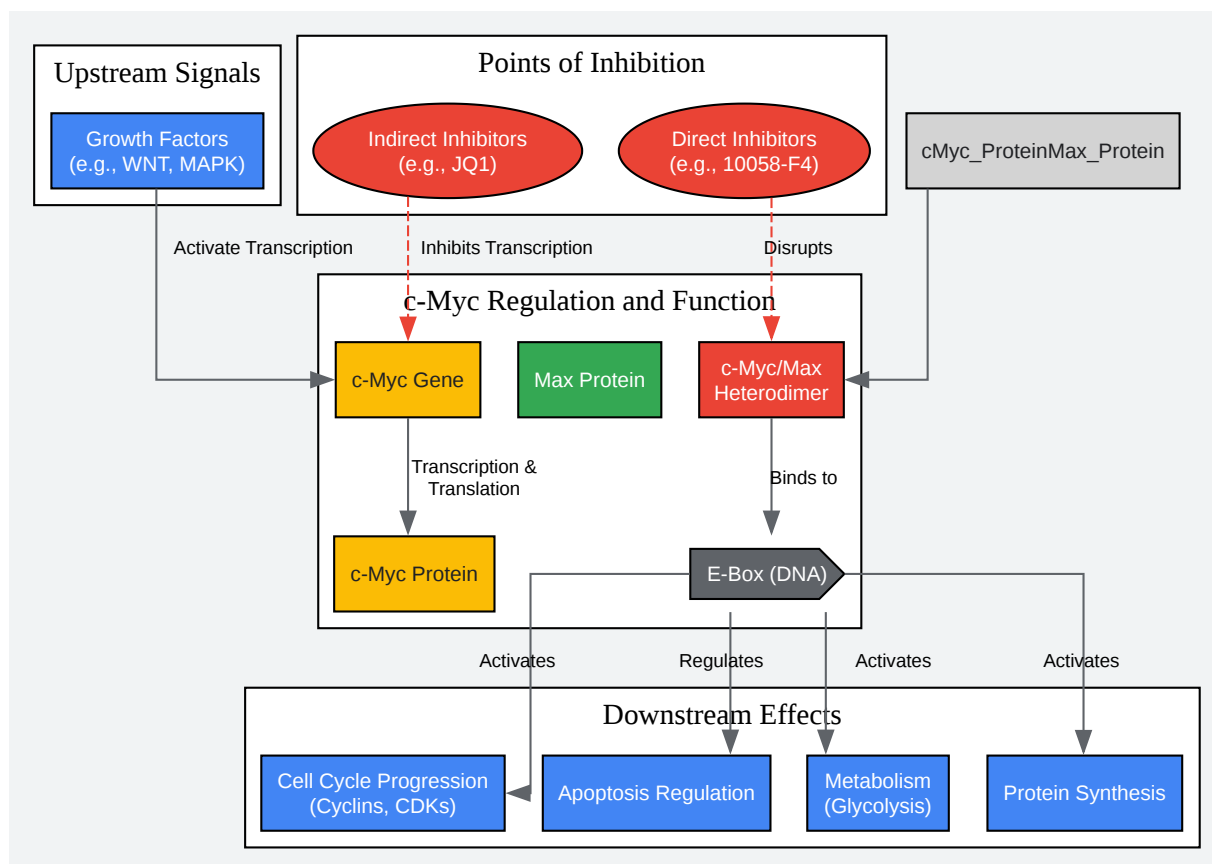 Upstream Signals
Growth Factors
(e.g., WNT, MAPK)
Points of Inhibition
Indirect Inhibitors
(e.g., JQ1)
Direct Inhibitors
(e.g., 10058-F4)
cMyc_ProteinMax_Protein
Activate Transcription
Inhibits Transcription
Disrupts
c-Myc Regulation and Function
c-Myc Gene
Max Protein
c-Myc/Max
Heterodimer
Transcription &
Translation
Binds to
c-Myc Protein
E-Box (DNA)
Activates
Regulates
Activates
Activates
Downstream Effects
Cell Cycle Progression
(Cyclins, CDKs)
Apoptosis Regulation
Metabolism
(Glycolysis)
Protein Synthesis